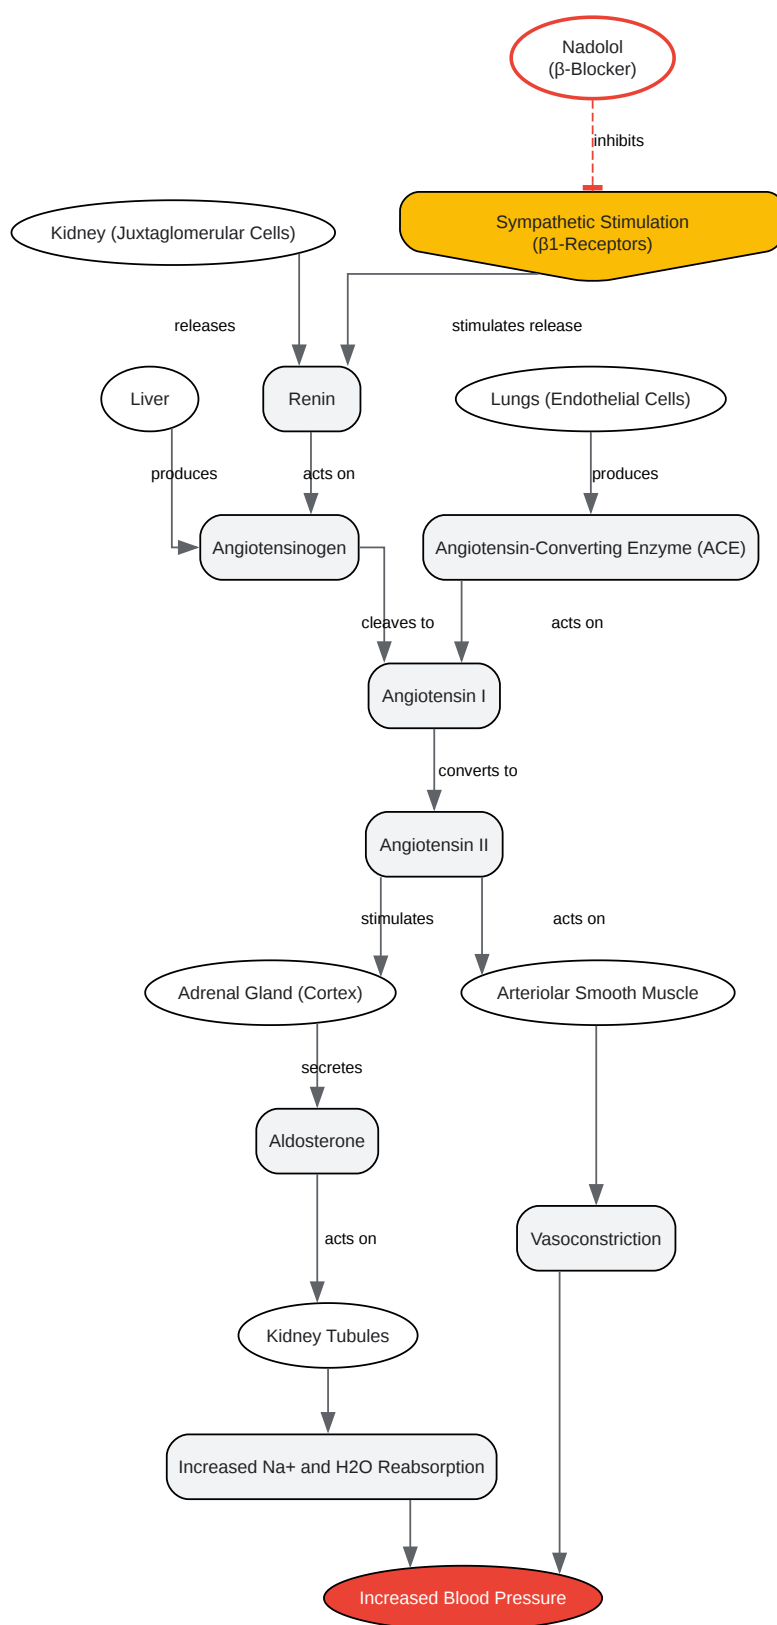 Nadolol
(β-Blocker)
inhibits
Sympathetic Stimulation
(β1-Receptors)
Kidney (Juxtaglomerular Cells)
releases
stimulates release
Liver
Renin
Lungs (Endothelial Cells)
produces
acts on
produces
Angiotensinogen
Angiotensin-Converting Enzyme (ACE)
cleaves to
acts on
Angiotensin I
converts to
Angiotensin II
stimulates
acts on
Adrenal Gland (Cortex)
Arteriolar Smooth Muscle
secretes
Aldosterone
acts on
Vasoconstriction
Kidney Tubules
Increased Na+ and H2O Reabsorption
Increased Blood Pressure